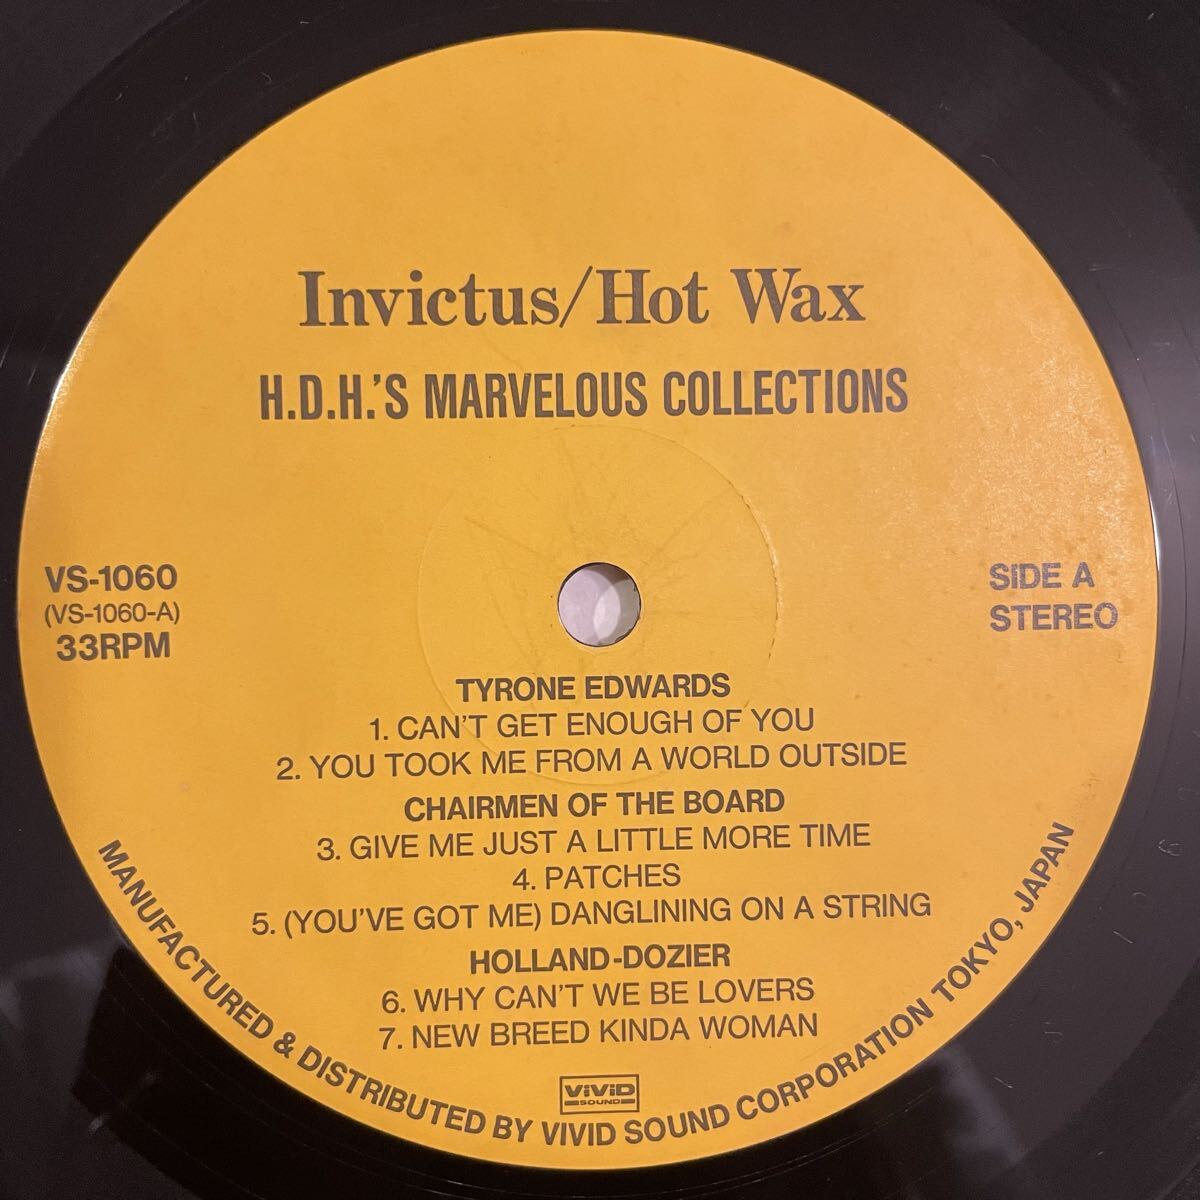 Invictus/Hot Wax
H.D.H.'S MARVELOUS COLLECTIONS
VS-1060
(VS-1060-A)
33RPM
SIDE A
STEREO
TYRONE EDWARDS
1. CAN'T GET ENOUGH OF YOU
2. YOU TOOK ME FROM A WORLD OUTSIDE
CHAIRMEN OF THE BOARD
3. GIVE ME JUST A LITTLE MORE TIME
4. PATCHES
5. (YOU'VE GOT ME) DANGLINING ON A STRING
HOLLAND-DOZIER
6. WHY CAN'T WE BE LOVERS
7. NEW BREED KINDA WOMAN
ViViD
SOUND
MANUFACTURED & DISTRIBUTED BY VIVID SOUND CORPORATION TOKYO, JAPAN